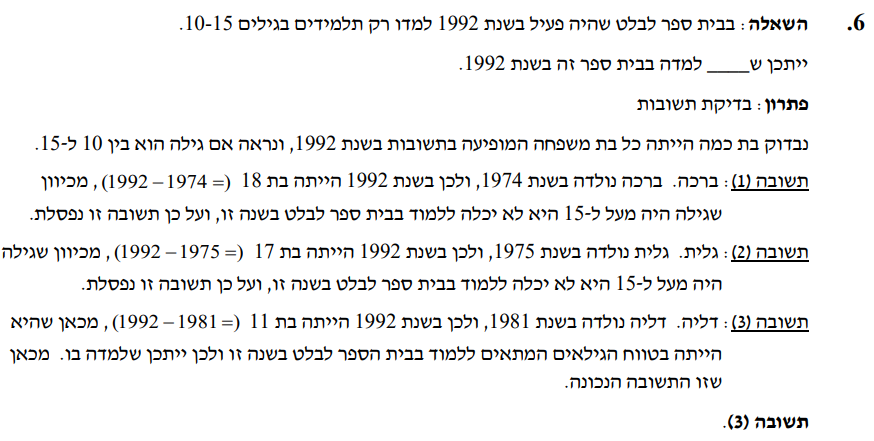 6. השאלה: בבית ספר לבלט שהיה פעיל בשנת 1992 למדו רק תלמידים בגילים 10-15.
ייתכן ש____ למדה בבית ספר זה בשנת 1992.
פתרון: בדיקת תשובות
נבדוק בת כמה הייתה כל בת משפחה המופיעה בתשובות בשנת 1992, ונראה אם גילה הוא בין 10 ל-15.
תשובה (1): ברכה. ברכה נולדה בשנת 1974, ולכן בשנת 1992 הייתה בת 18 (1992 – 1974 =), מכיוון
שגילה היה מעל ל-15 היא לא יכלה ללמוד בבית ספר לבלט בשנה זו, ועל כן תשובה זו נפסלת.
תשובה (2): גלית. גלית נולדה בשנת 1975, ולכן בשנת 1992 הייתה בת 17 (1992 – 1975 =), מכיוון שגילה
היה מעל ל-15 היא לא יכלה ללמוד בבית ספר לבלט בשנה זו, ועל כן תשובה זו נפסלת.
תשובה (3): דליה. דליה נולדה בשנת 1981, ולכן בשנת 1992 הייתה בת 11 (1992 – 1981 =), מכאן שהיא
הייתה בטווח הגילאים המתאים ללמוד בבית הספר לבלט בשנה זו ולכן ייתכן שלמדה בו. מכאן
שזו התשובה הנכונה.
תשובה (3).